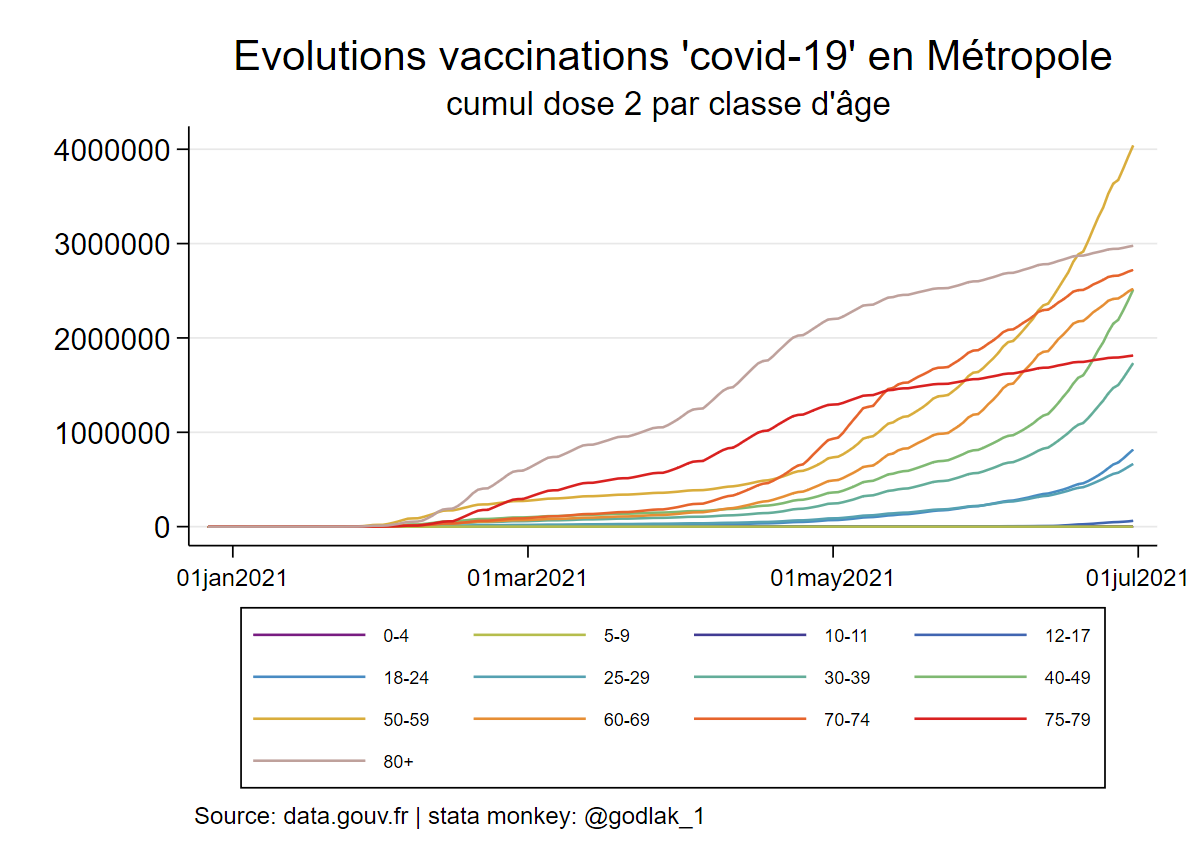 Evolutions vaccinations 'covid-19' en Métropole
cumul dose 2 par classe d'âge
4000000
3000000
2000000
1000000
0
01jan2021 01mar2021 01may2021 01jul2021
0-4 5-9 10-11 12-17
18-24 25-29 30-39 40-49
50-59 60-69 70-74 75-79
80+
Source: data.gouv.fr | stata monkey: @godlak_1